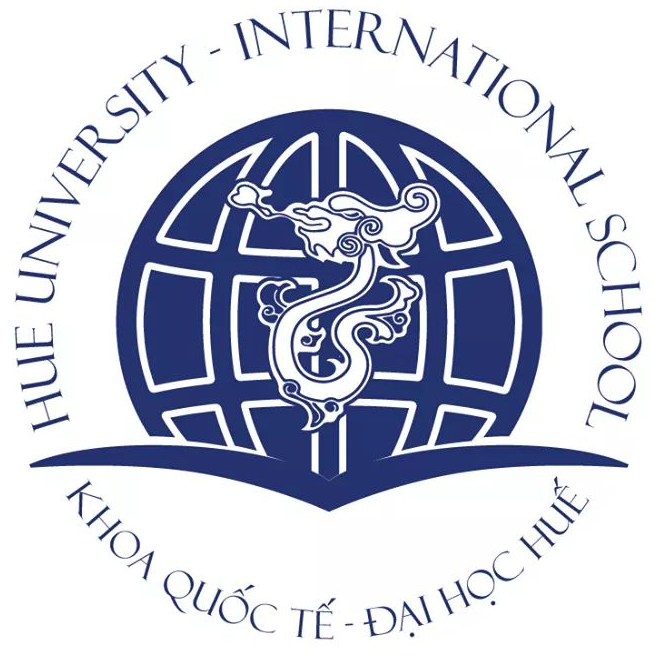 HUE UNIVERSITY - INTERNATIONAL SCHOOL
KHOA QUỐC TẾ - ĐẠI HỌC HUẾ